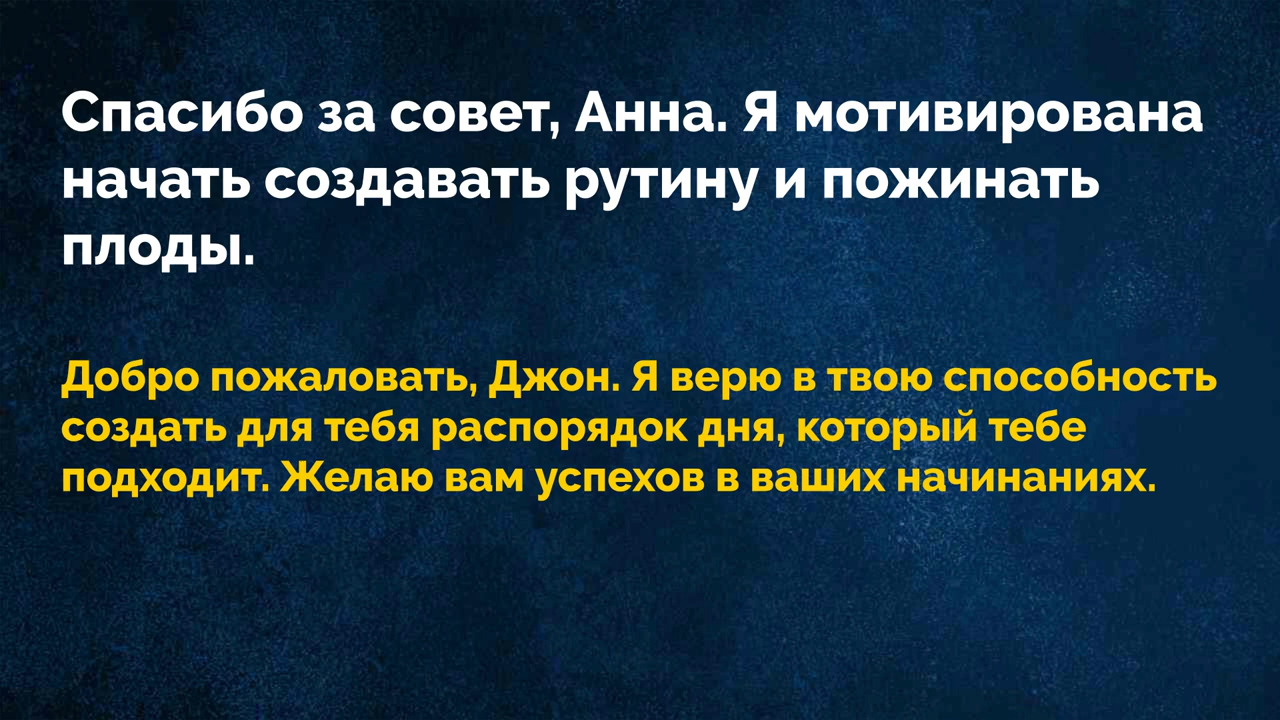 Спасибо за совет, Анна. Я мотивирована
начать создавать рутину и пожинать
плоды.
Добро пожаловать, Джон. Я верю в твою способность
создать для тебя распорядок дня, который тебе
подходит. Желаю вам успехов в ваших начинаниях.